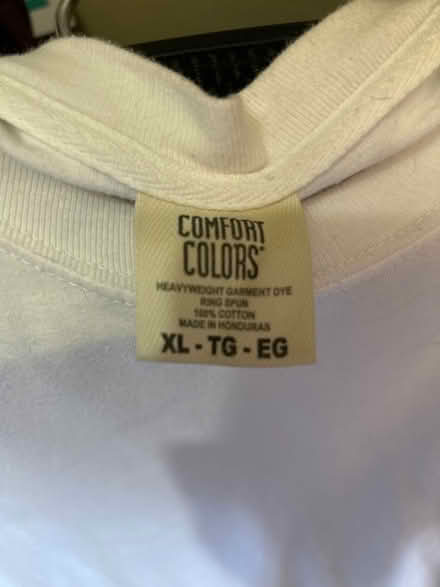 COMFORT
COLORS®
HEAVYWEIGHT GARMENT DYE
RING SPUN
100% COTTON
MADE IN HONDURAS
XL - TG - EG